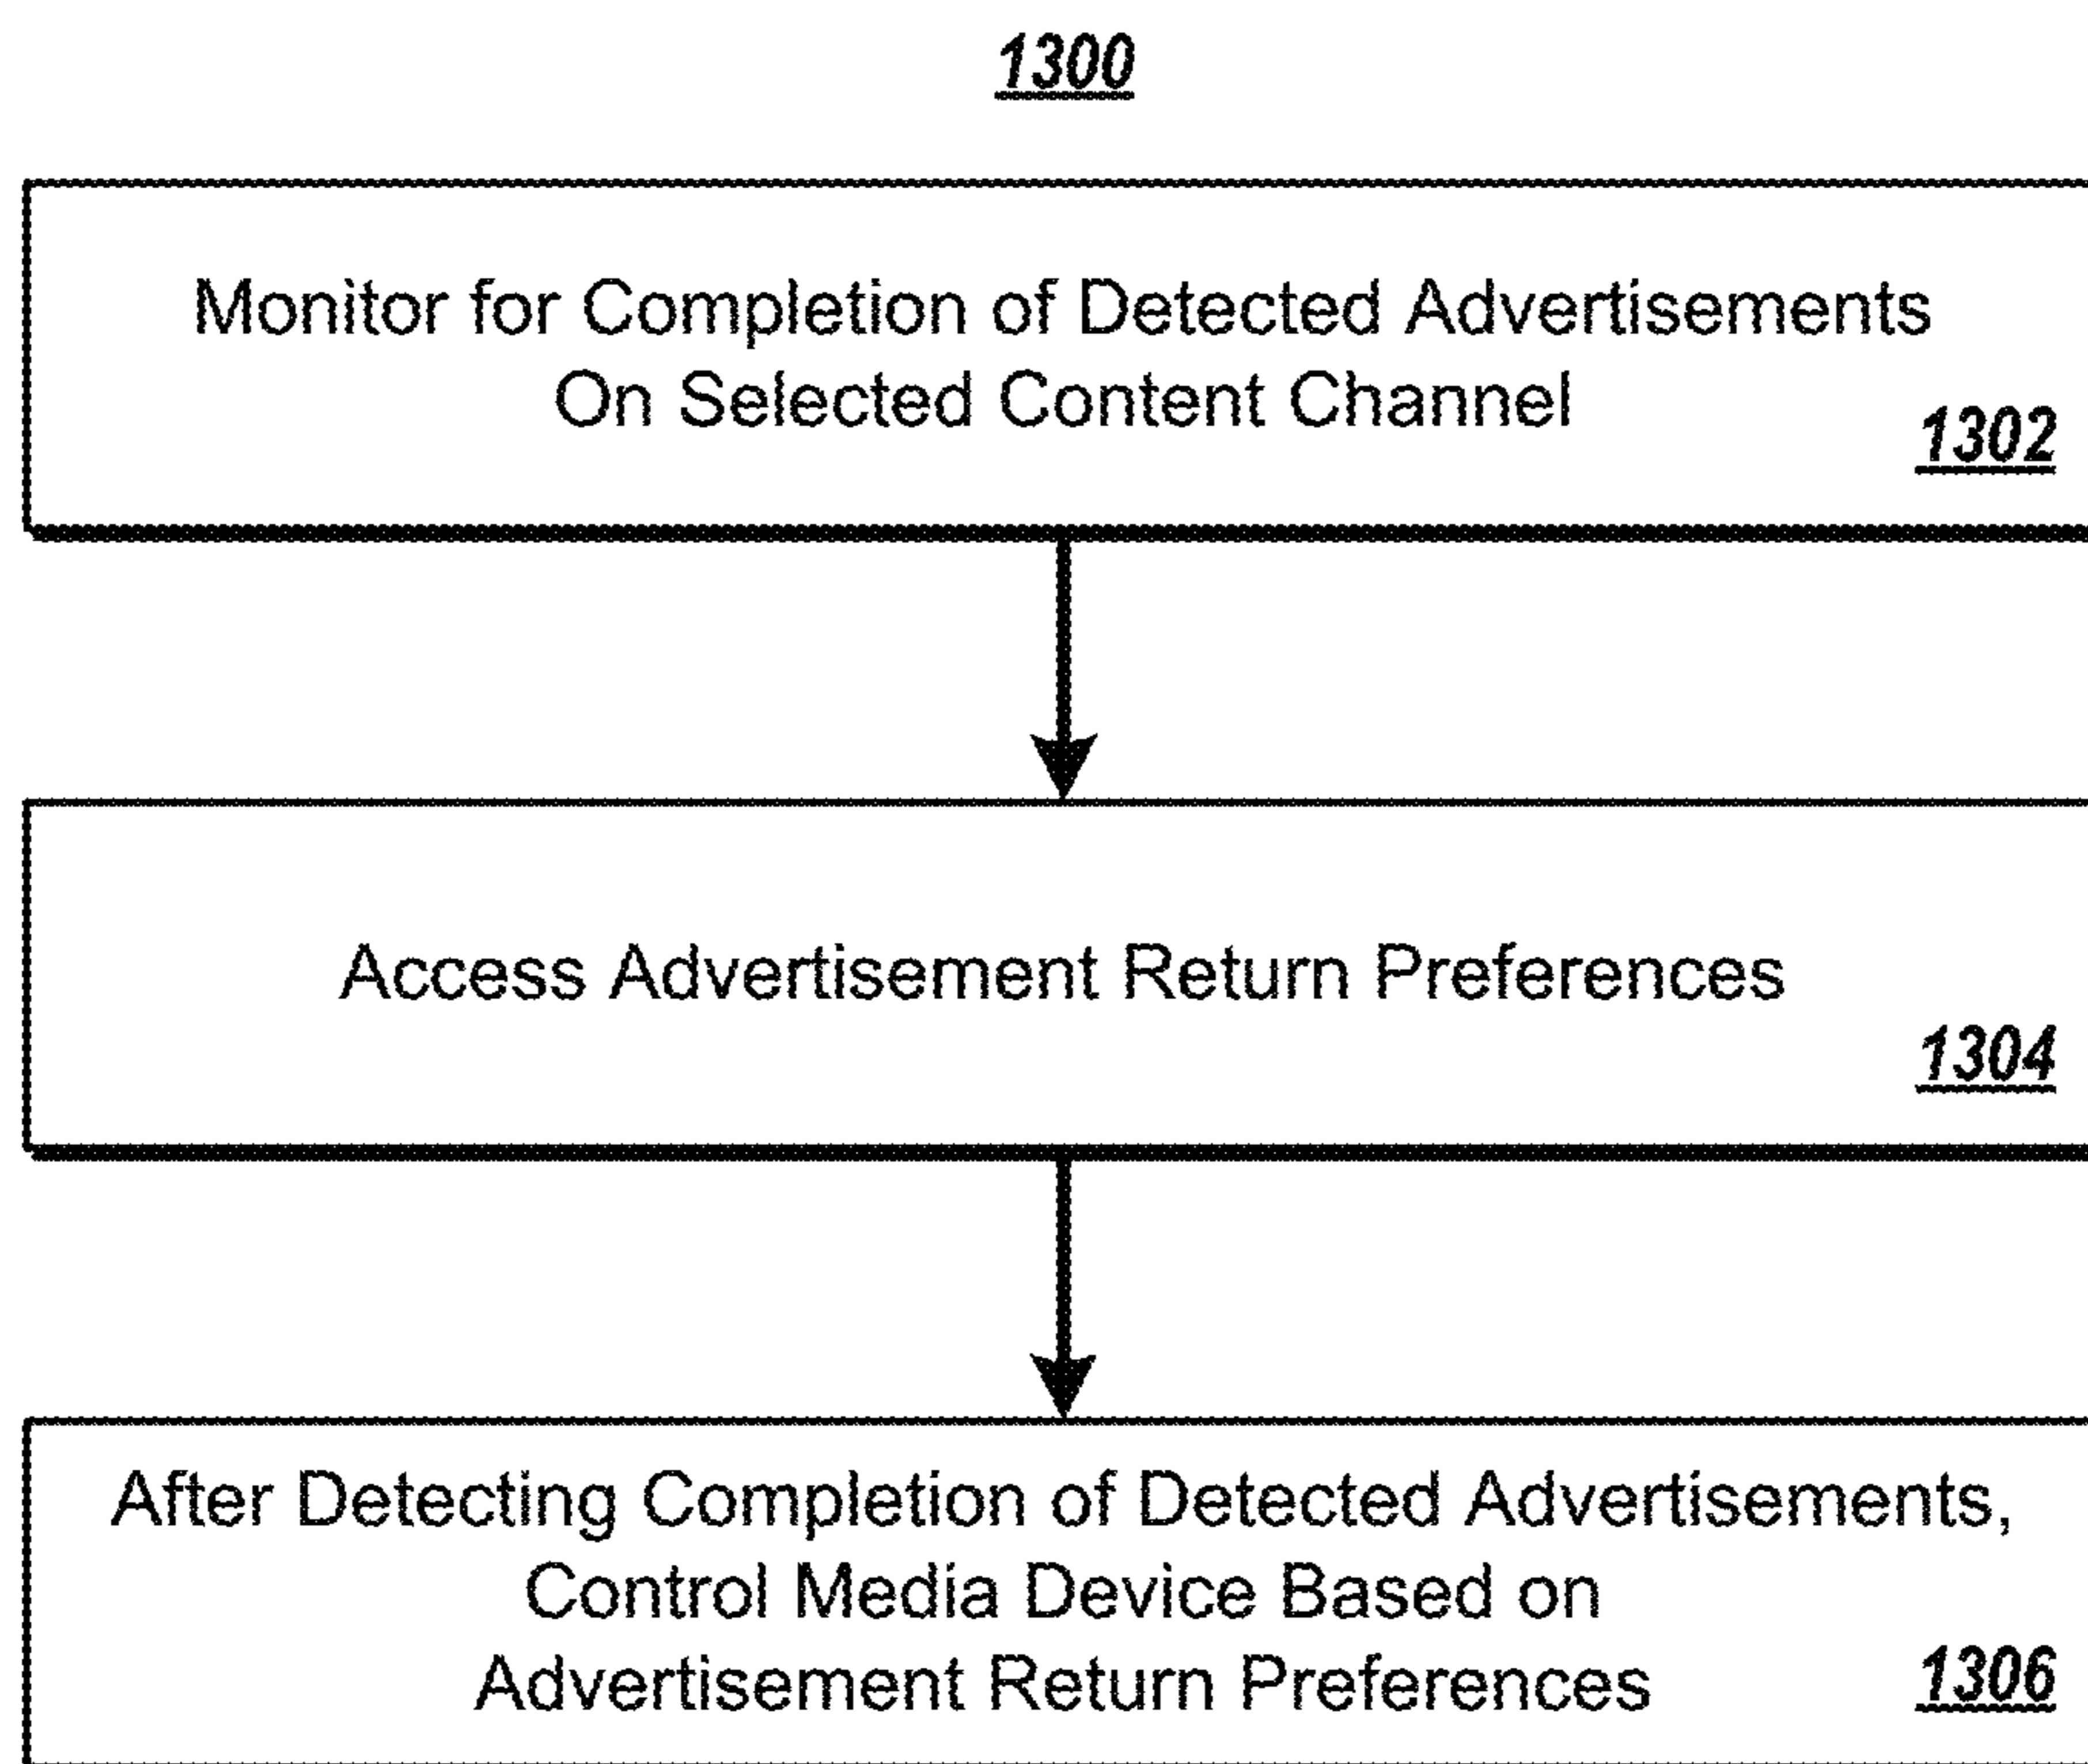 1300
Monitor for Completion of Detected Advertisements
On Selected Content Channel
1302
Access Advertisement Return Preferences
1304
After Detecting Completion of Detected Advertisements,
Control Media Device Based on
Advertisement Return Preferences
1306